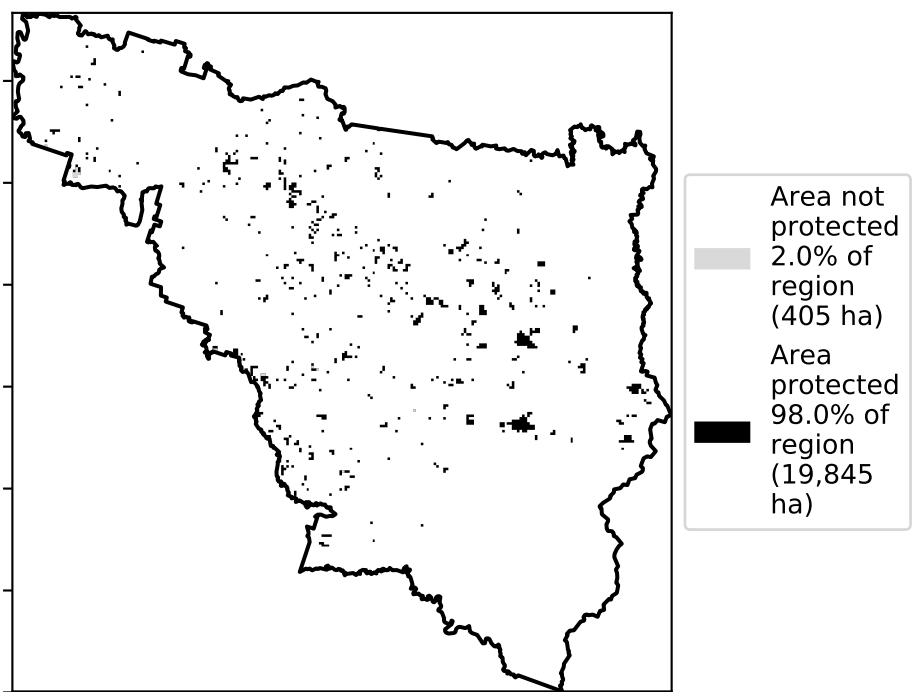 Area not
protected
2.0% of
region
(405 ha)
Area
protected
98.0% of
region
(19,845
ha)